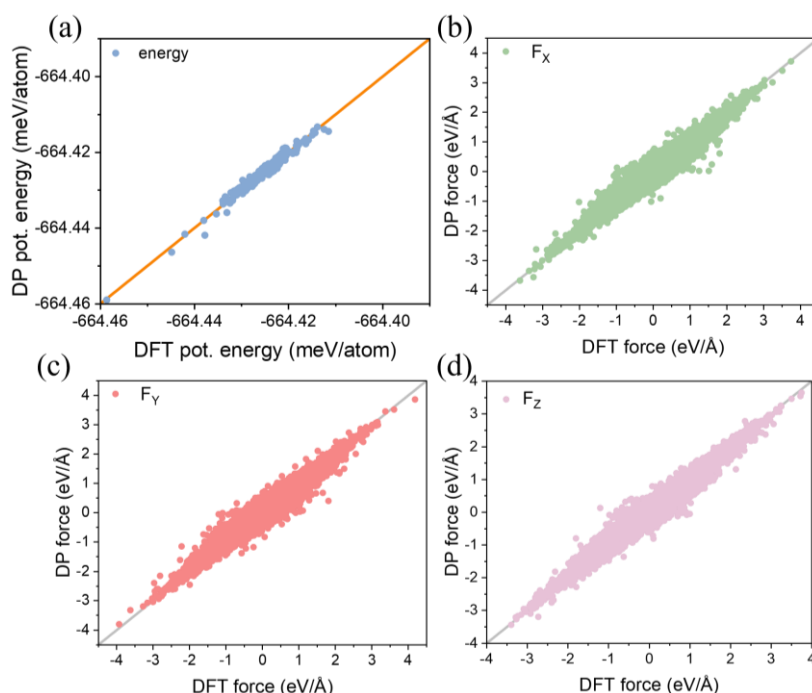 (a)
energy
DP pot. energy (meV/atom)
-664.40
-664.42
-664.44
-664.46
-664.46 -664.44 -664.42 -664.40
DFT pot. energy (meV/atom)
(b)
F_X
DP force (eV/Å)
4
3
2
1
0
-1
-2
-3
-4
-4 -3 -2 -1 0 1 2 3 4
DFT force (eV/Å)
(c)
F_Y
DP force (eV/Å)
4
3
2
1
0
-1
-2
-3
-4
-4 -3 -2 -1 0 1 2 3 4
DFT force (eV/Å)
(d)
F_Z
DP force (eV/Å)
4
3
2
1
0
-1
-2
-3
-4
-4 -3 -2 -1 0 1 2 3 4
DFT force (eV/Å)